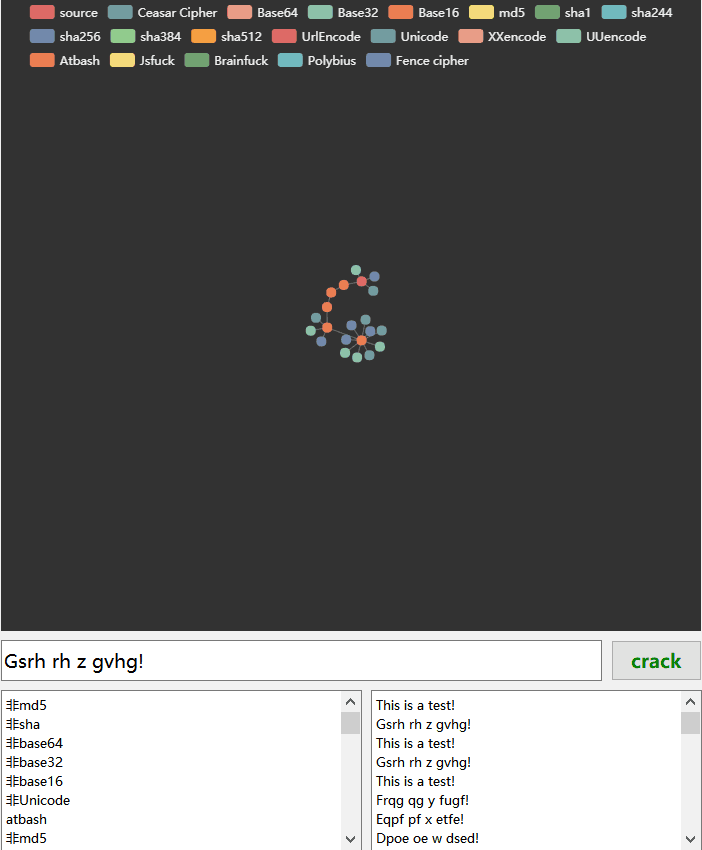 source Ceasar Cipher Base64 Base32 Base16 md5 sha1 sha244
sha256 sha384 sha512 UrlEncode Unicode XXencode UUencode
Atbash Jsfuck Brainfuck Polybius Fence cipher
Gsrh rh z gvhg! crack
非md5
非sha
非base64
非base32
非base16
非Unicode
atbash
非md5
This is a test!
Gsrh rh z gvhg!
This is a test!
Gsrh rh z gvhg!
This is a test!
Frqg qg y fugf!
Eqpf pf x etfe!
Dpoe oe w dsed!